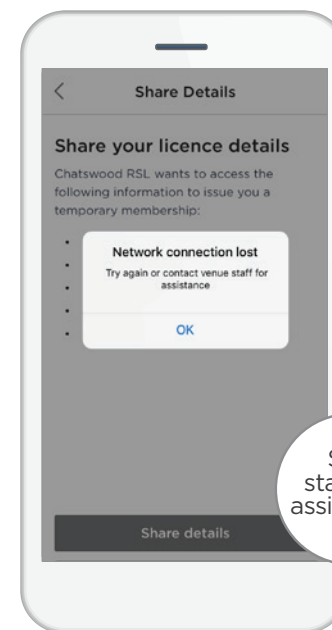 Share Details
Share your licence details
Chatswood RSL wants to access the
following information to issue you a
temporary membership:
Network connection lost
Try again or contact venue staff for
assistance
OK
Share details